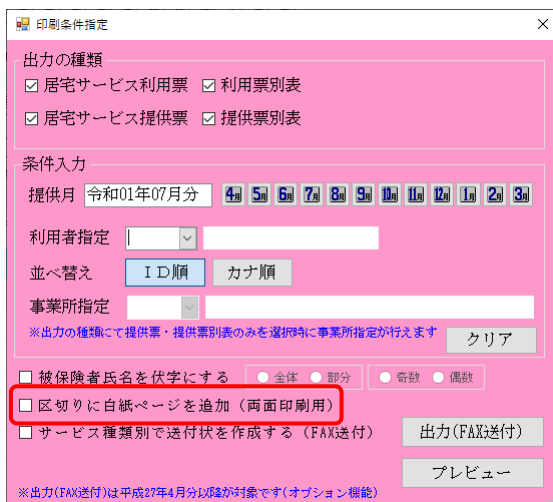 印刷条件指定
出力の種類
居宅サービス利用票 利用票別表
居宅サービス提供票 提供票別表
条件入力
提供月 令和01年07月分 4月 5月 6月 7月 8月 9月 10月 11月 12月 1月 2月 3月
利用者指定
並べ替え ID順 カナ順
事業所指定
※出力の種類にて提供票・提供票別表のみを選択時に事業所指定が行えます クリア
被保険者氏名を伏字にする 全体 部分 奇数 偶数
区切りに白紙ページを追加（両面印刷用）
サービス種類別で送付状を作成する（FAX送付） 出力(FAX送付)
プレビュー
※出力(FAX送付)は平成27年4月分以降が対象です(オプション機能)